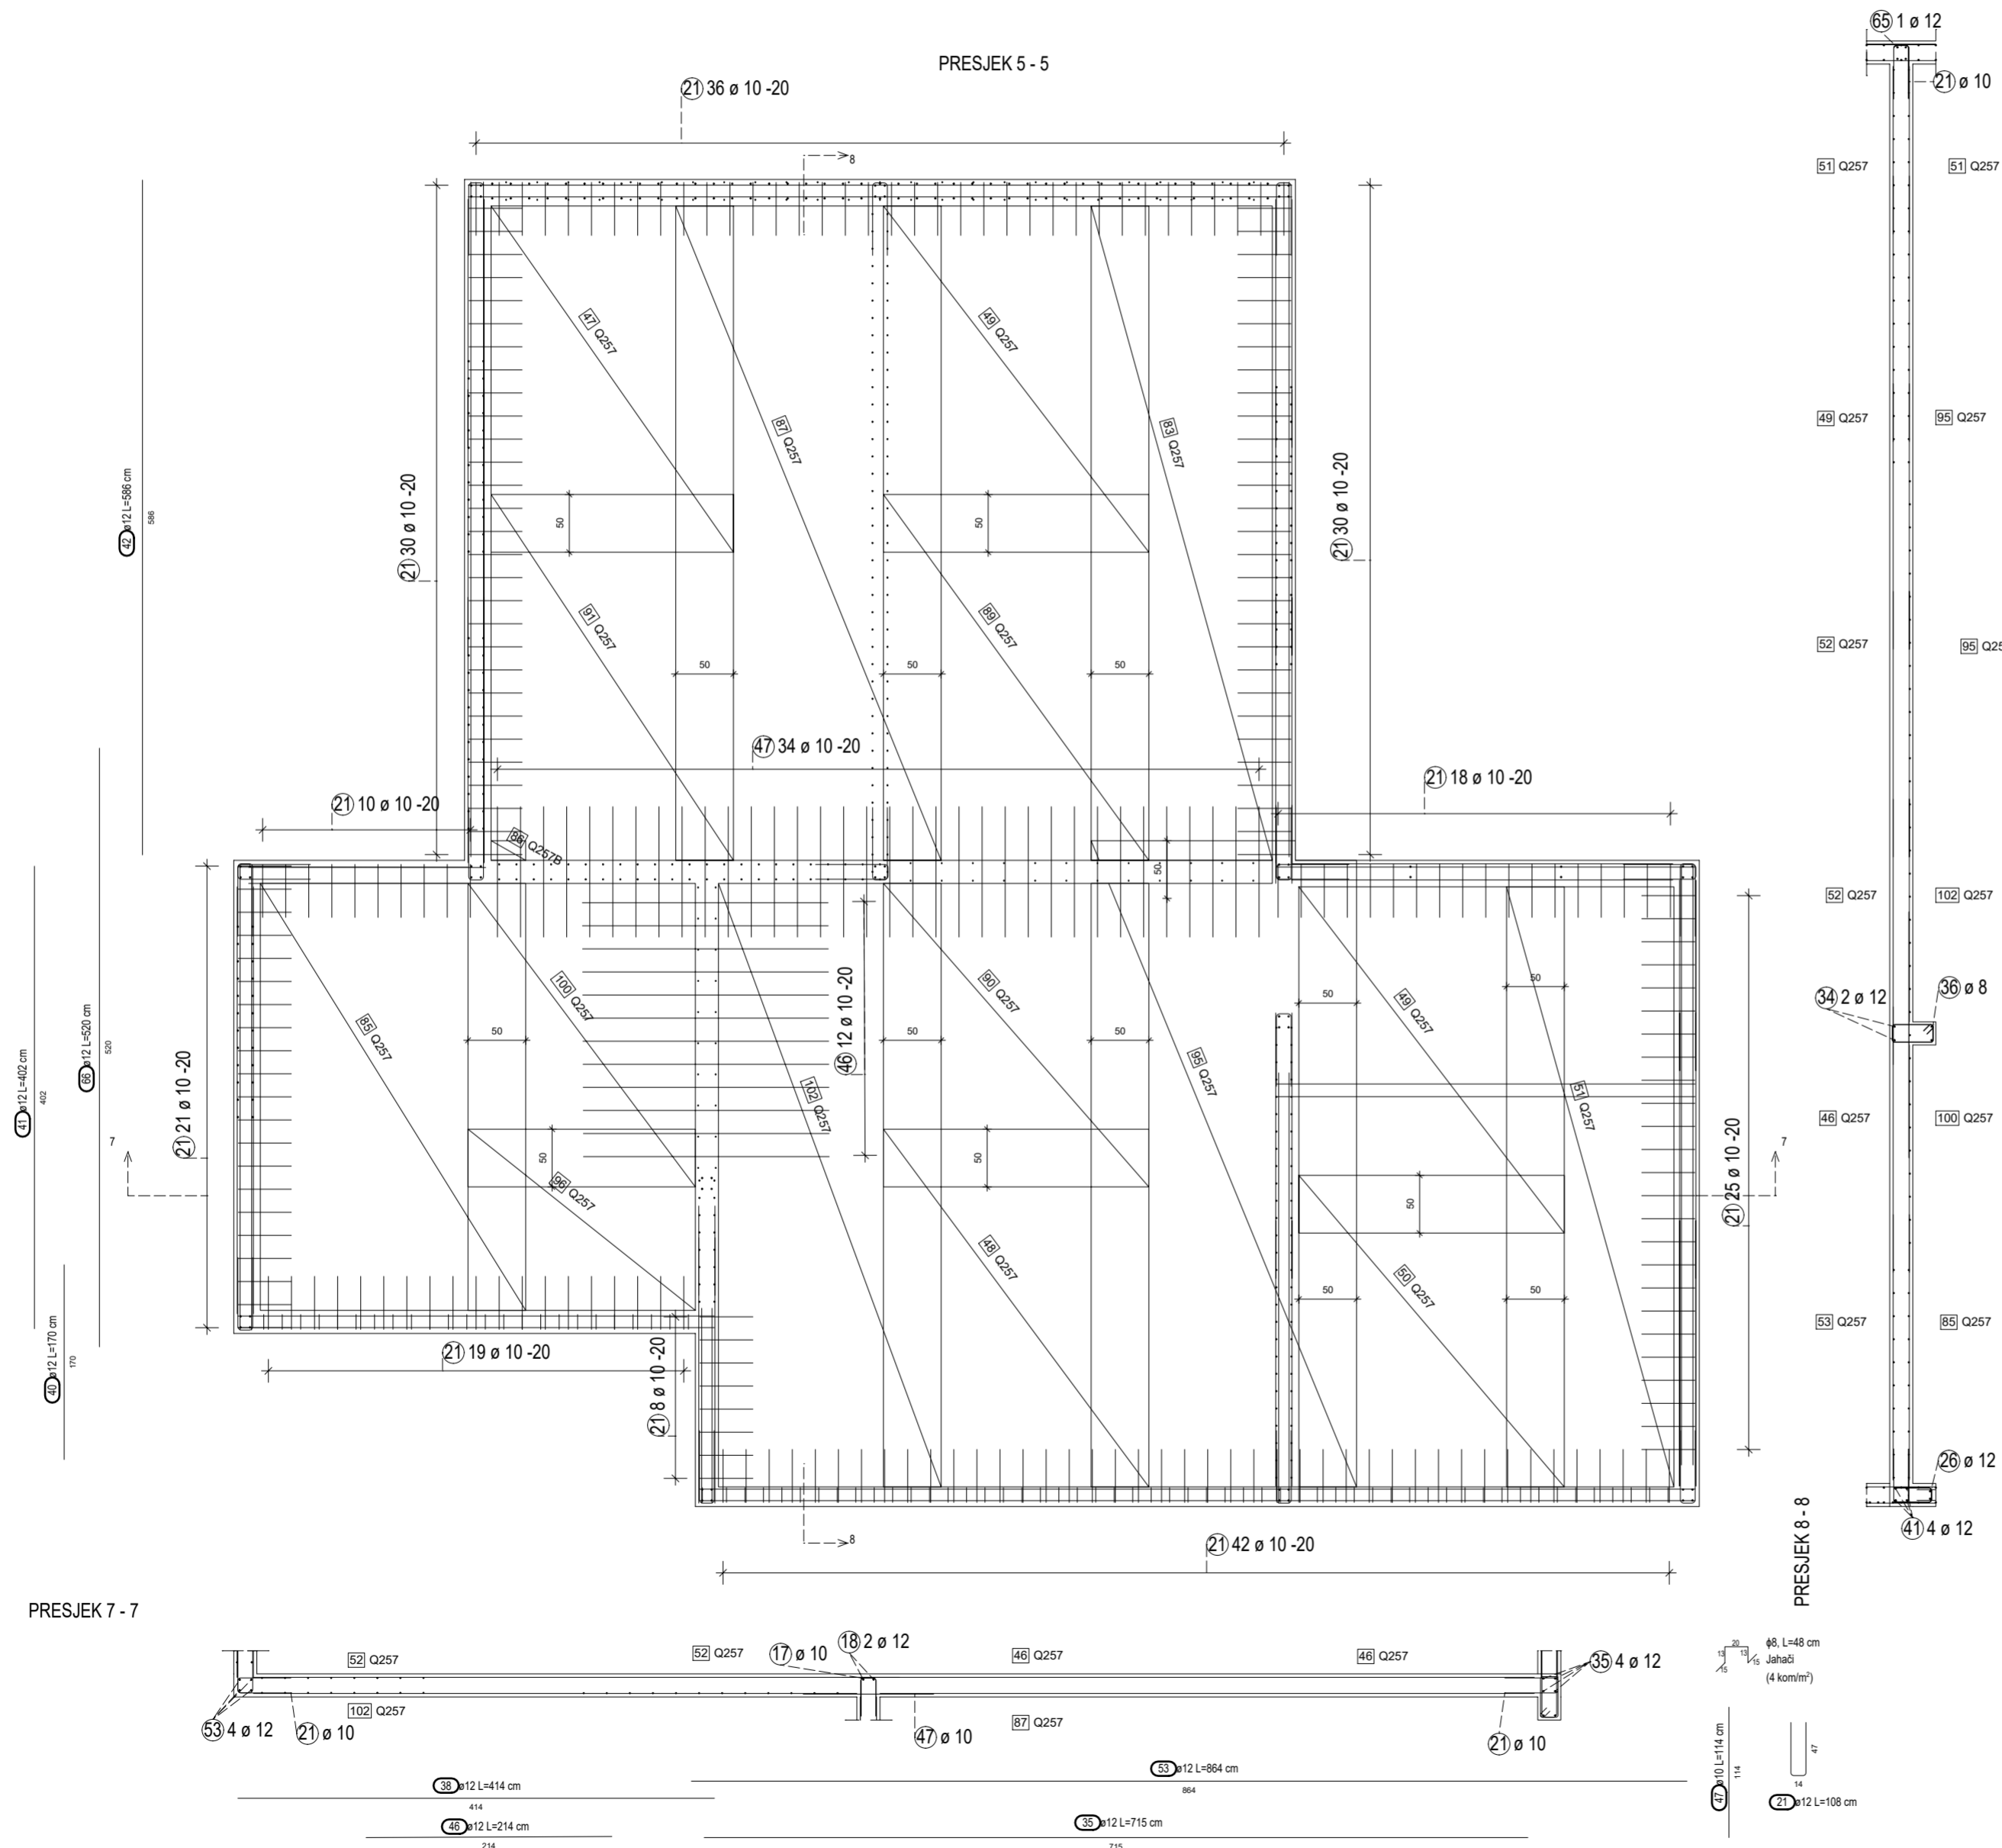 PRESJEK 5 - 5
65 1 ø 12
21 ø 10
21 36 ø 10 -20
8
51 Q257
51 Q257
47 Q257
49 Q257
87 Q257
83 Q257
49 Q257
95 Q257
42 ø12 L=586 cm
586
21 30 ø 10 -20
21 30 ø 10 -20
50
50
91 Q257
89 Q257
52 Q257
95 Q25
50
50
50
47 34 ø 10 -20
21 10 ø 10 -20
21 18 ø 10 -20
86 Q257B
50
52 Q257
102 Q257
100 Q257
90 Q257
49 Q257
50
50
34 2 ø 12
36 ø 8
85 Q257
50
50
50
46 12 ø 10 -20
95 Q257
102 Q257
51 Q257
41 ø12 L=402 cm
402
66 ø12 L=520 cm
520
21 21 ø 10 -20
46 Q257
100 Q257
7
7
50
50
50
96 Q257
21 25 ø 10 -20
48 Q257
50 Q257
50
50
40 ø12 L=170 cm
170
53 Q257
85 Q257
21 19 ø 10 -20
21 8 ø 10 -20
26 ø 12
41 4 ø 12
8
21 42 ø 10 -20
PRESJEK 8 - 8
PRESJEK 7 - 7
52 Q257
52 Q257
17 ø 10
18 2 ø 12
46 Q257
46 Q257
35 4 ø 12
53 4 ø 12
21 ø 10
102 Q257
47 ø 10
87 Q257
21 ø 10
20
13
13
15
15
ϕ8, L=48 cm
Jahači
(4 kom/m²)
47 ø10 L=114 cm
114
47
14
21 ø12 L=108 cm
38 ø12 L=414 cm
414
53 ø12 L=864 cm
864
46 ø12 L=214 cm
214
35 ø12 L=715 cm
715